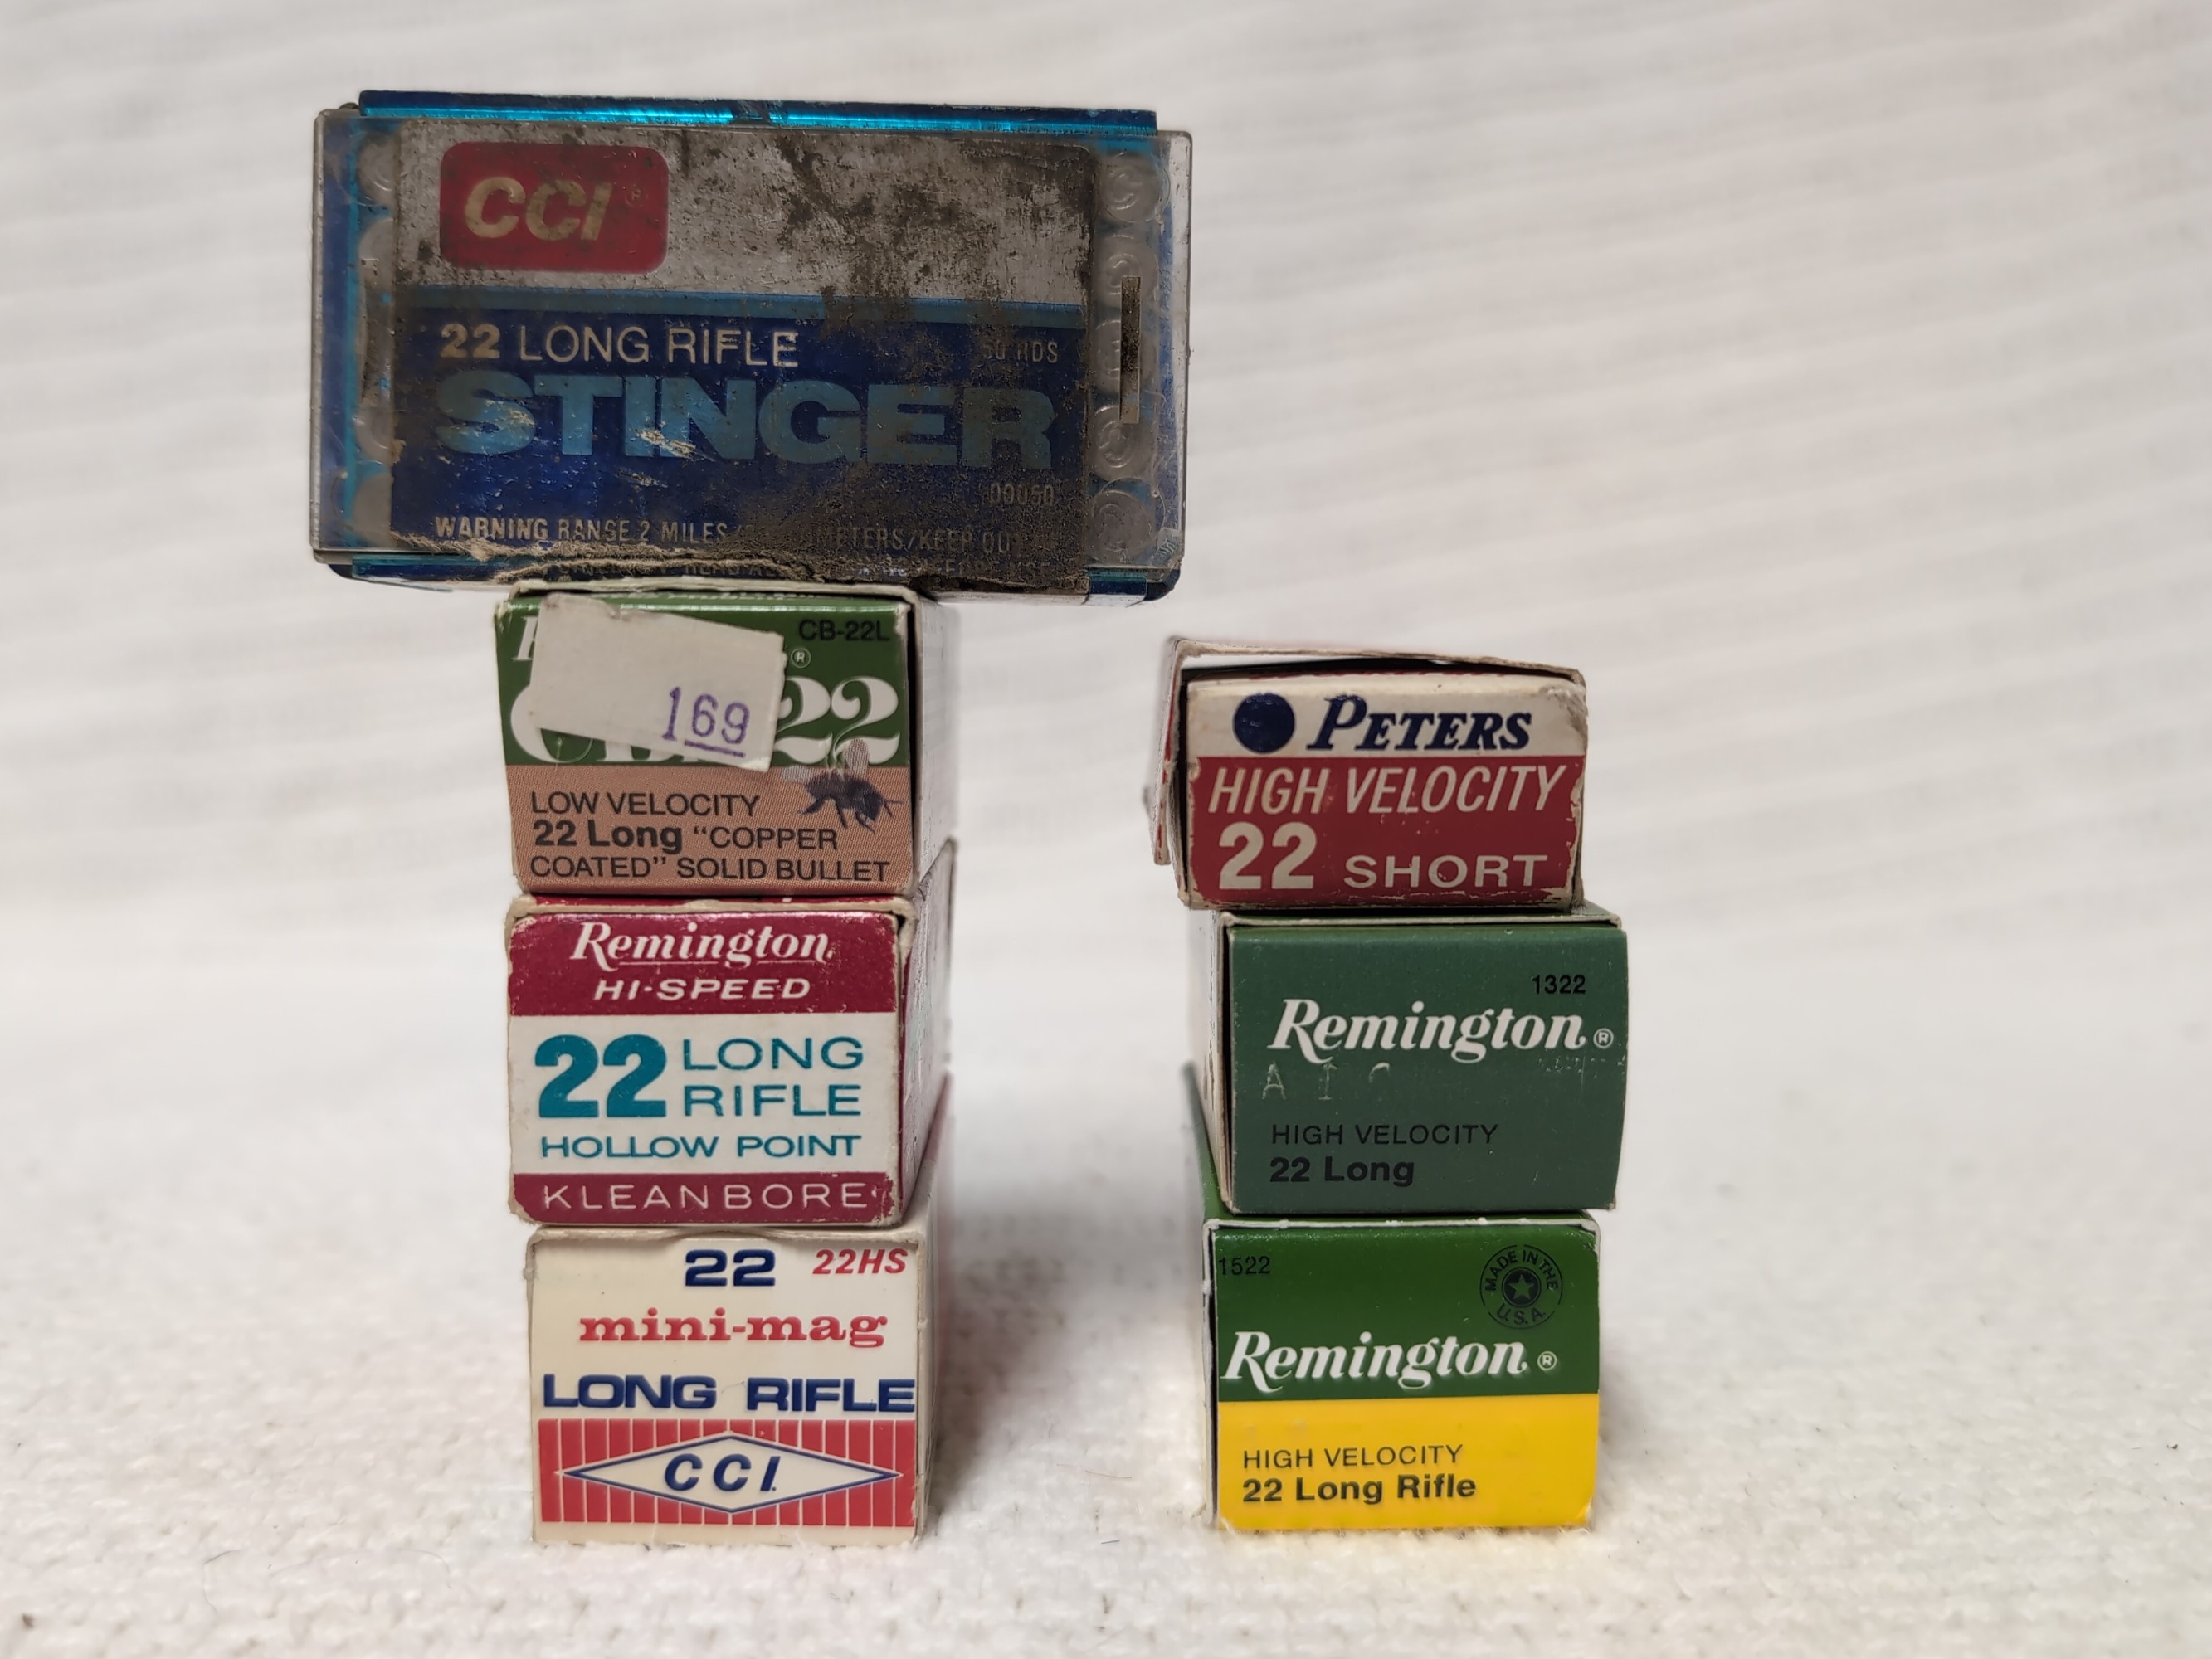 CCI ®
22 LONG RIFLE
RDS
STINGER
WARNING RANGE 2 MILES
METERS/KEEP
CB-22L
®
22
169
LOW VELOCITY
22 Long "COPPER
COATED" SOLID BULLET
Remington
HI-SPEED
22 LONG
RIFLE
HOLLOW POINT
KLEANBORE
22 22HS
mini-mag
LONG RIFLE
CCI
PETERS
HIGH VELOCITY
22 SHORT
1322
Remington®
HIGH VELOCITY
22 Long
1522
MADE IN THE
U.S.A.
Remington®
HIGH VELOCITY
22 Long Rifle